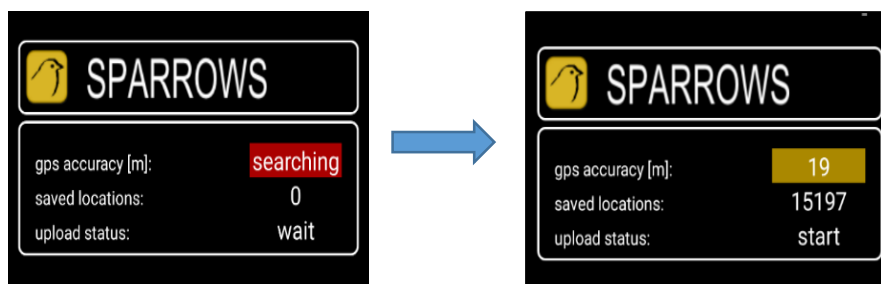 SPARROWS
gps accuracy [m]: searching
saved locations: 0
upload status: wait
SPARROWS
gps accuracy [m]: 19
saved locations: 15197
upload status: start